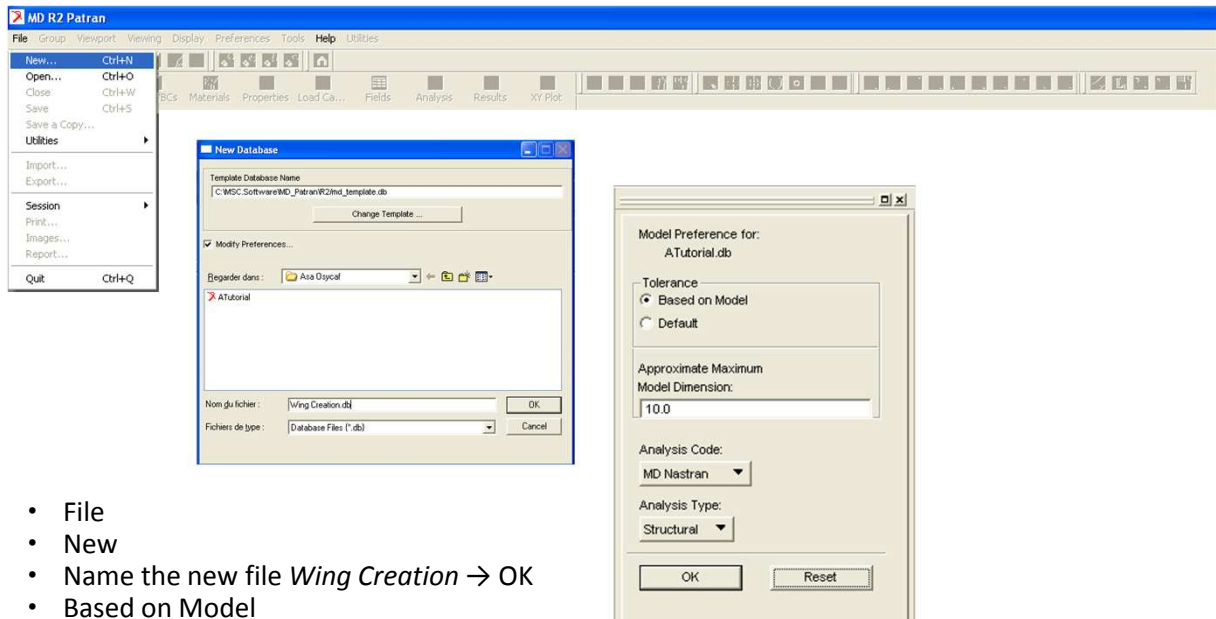 MD R2 Patran
File Group Viewport Viewing Display Preferences Tools Help Utilities
New... Ctrl+N
Open... Ctrl+O
Close Ctrl+W
Save Ctrl+S
Save a Copy...
Utilities
Import...
Export...
Session
Print...
Images...
Report...
Quit Ctrl+Q
BCs Materials Properties Load Ca... Fields Analysis Results XY Plot
New Database
Template Database Name
C:\MSC.Software\MD_Patran\R2/md_template.db
Change Template ...
Modify Preferences...
Regarder dans : Asa Osycaf
ATutorial
Nom du fichier : Wing Creation.db OK
Fichiers de type : Database Files (*.db) Cancel
Model Preference for:
ATutorial.db
Tolerance
Based on Model
Default
Approximate Maximum
Model Dimension:
10.0
Analysis Code:
MD Nastran
Analysis Type:
Structural
OK Reset
• File
• New
• Name the new file Wing Creation → OK
• Based on Model